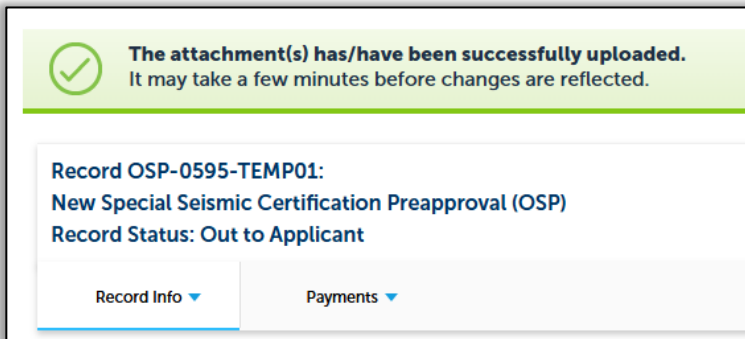 The attachment(s) has/have been successfully uploaded.
It may take a few minutes before changes are reflected.
Record OSP-0595-TEMP01:
New Special Seismic Certification Preapproval (OSP)
Record Status: Out to Applicant
Record Info
Payments